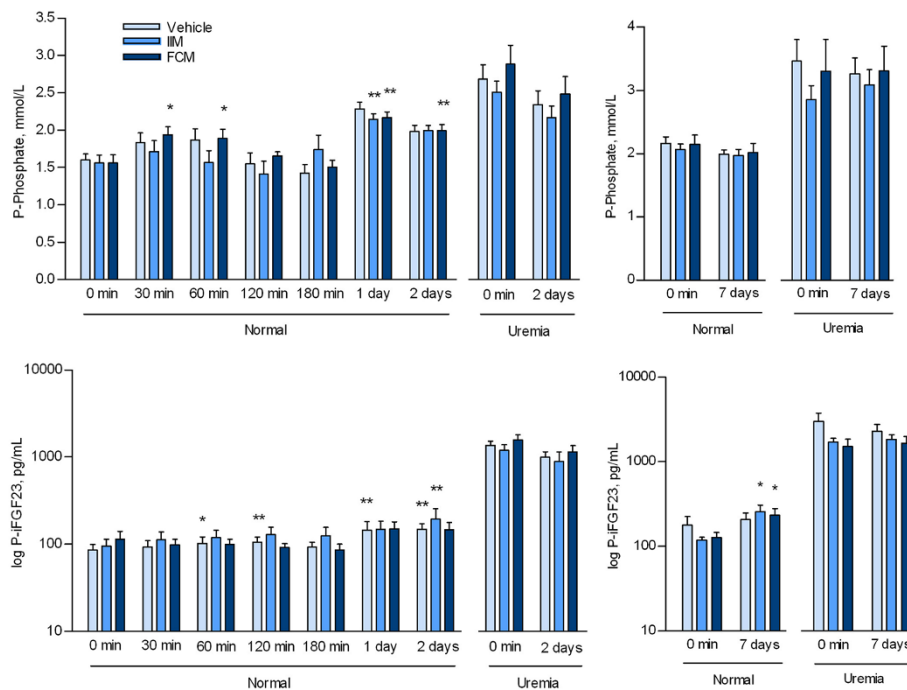 Vehicle
IIM
FCM
P-Phosphate, mmol/L
3.5
3.0
2.5
2.0
1.5
1.0
0.5
0.0
* * ** ** **
0 min 30 min 60 min 120 min 180 min 1 day 2 days 0 min 2 days
Normal Uremia
P-Phosphate, mmol/L
4
3
2
1
0
0 min 7 days 0 min 7 days
Normal Uremia
log P-iFGF23, pg/mL
10000
1000
100
10
* ** ** ** **
0 min 30 min 60 min 120 min 180 min 1 day 2 days 0 min 2 days
Normal Uremia
log P-iFGF23, pg/mL
10000
1000
100
10
* *
0 min 7 days 0 min 7 days
Normal Uremia